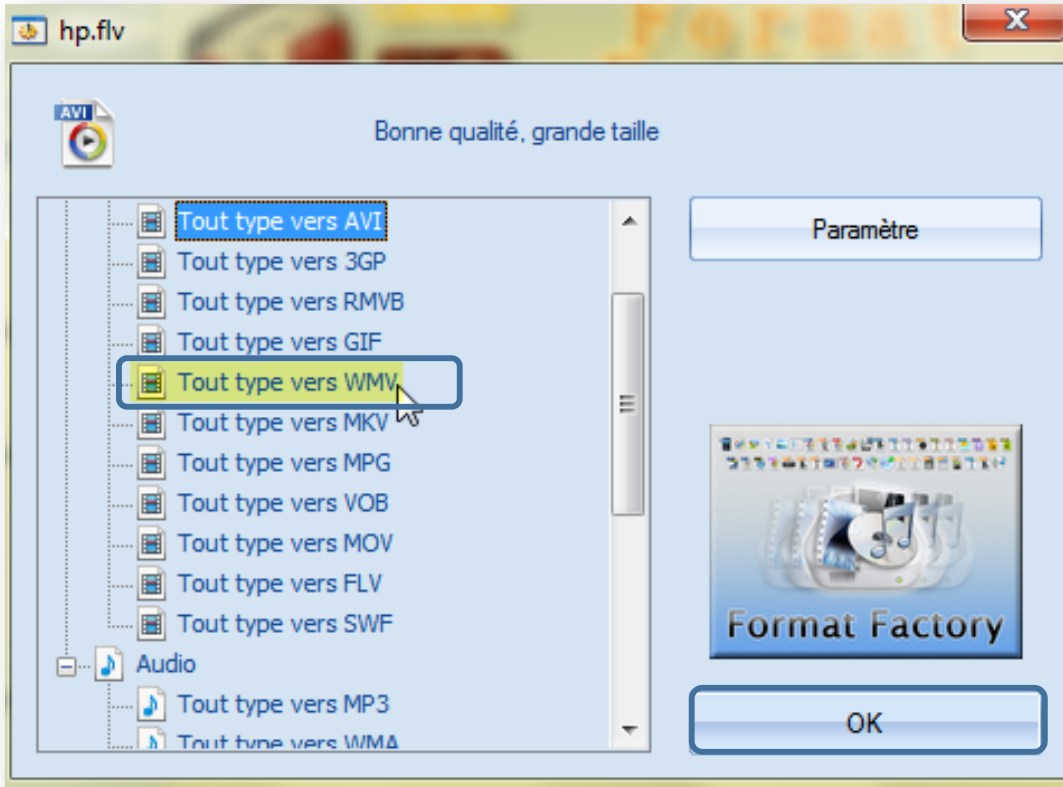 hp.flv
Format
AVI
Bonne qualité, grande taille
Tout type vers AVI
Paramètre
Tout type vers 3GP
Tout type vers RMVB
Tout type vers GIF
Tout type vers WMV
Tout type vers MKV
Tout type vers MPG
Tout type vers VOB
Tout type vers MOV
Tout type vers FLV
Tout type vers SWF
Format Factory
Audio
Tout type vers MP3
OK
Tout type vers WMA